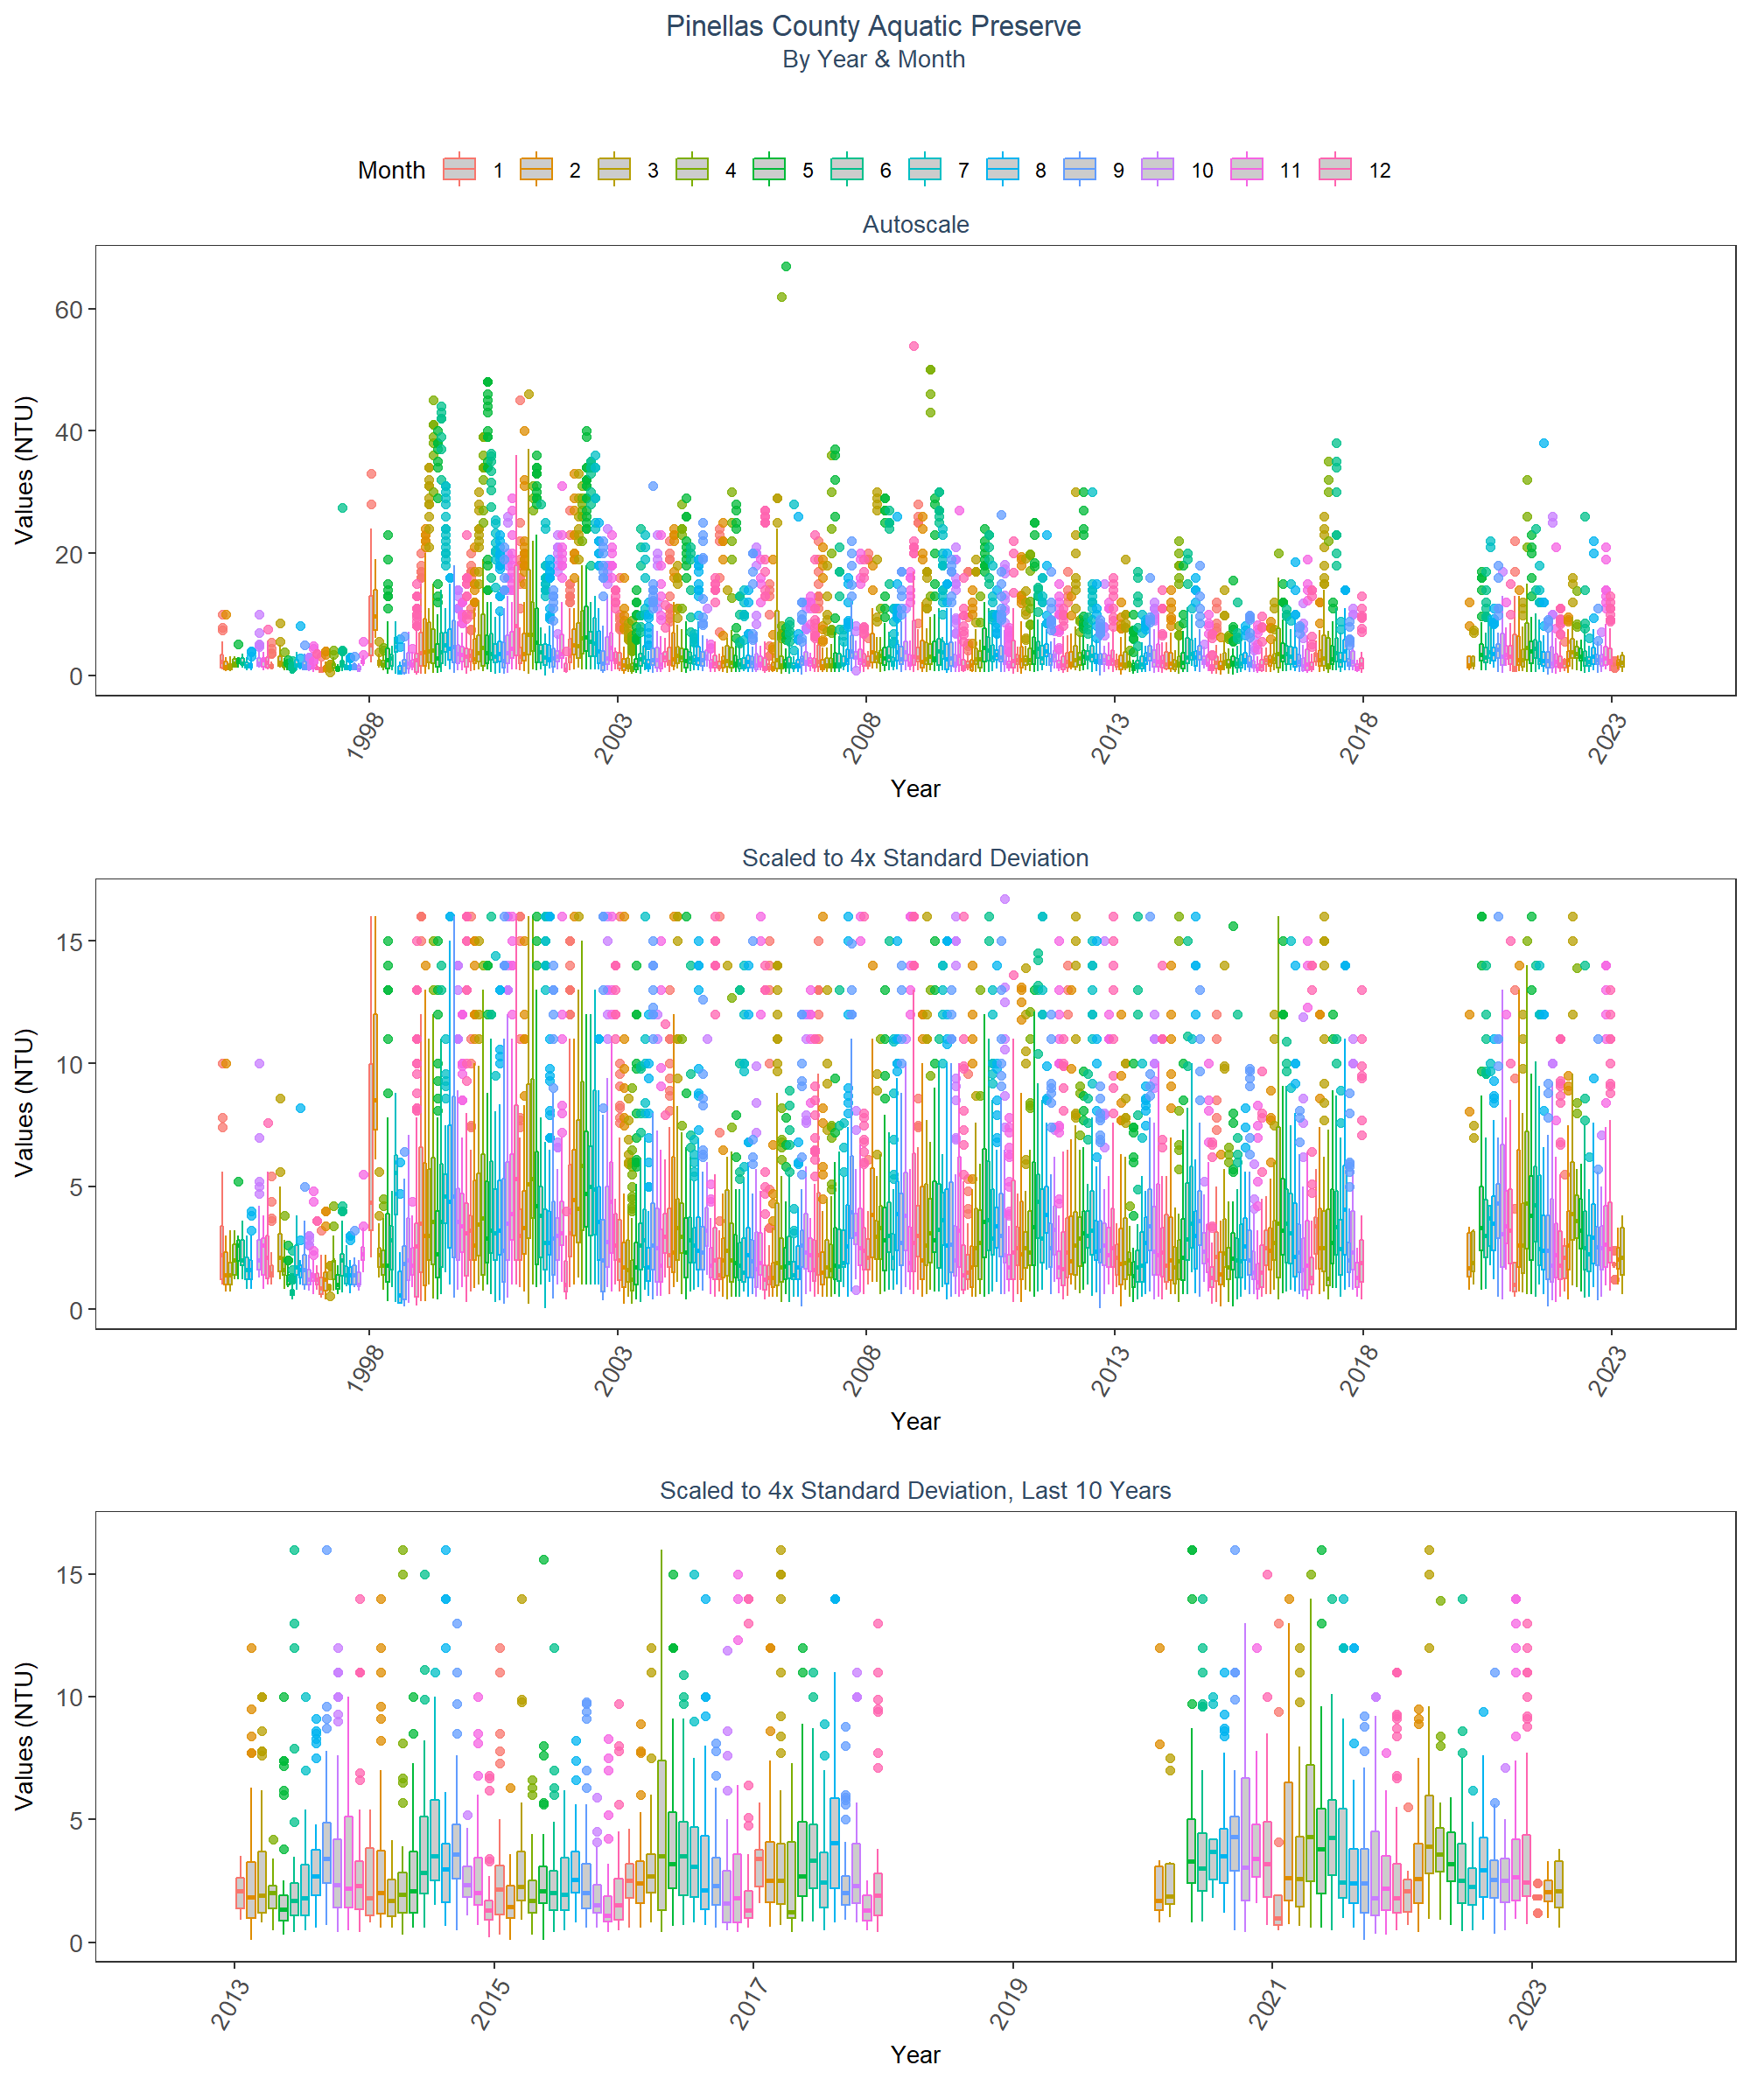 Pinellas County Aquatic Preserve
By Year & Month
Month 1 2 3 4 5 6 7 8 9 10 11 12
Autoscale
Values (NTU)
60
40
20
0
1998 2003 2008 2013 2018 2023
Year
Scaled to 4x Standard Deviation
Values (NTU)
15
10
5
0
1998 2003 2008 2013 2018 2023
Year
Scaled to 4x Standard Deviation, Last 10 Years
Values (NTU)
15
10
5
0
2013 2015 2017 2019 2021 2023
Year